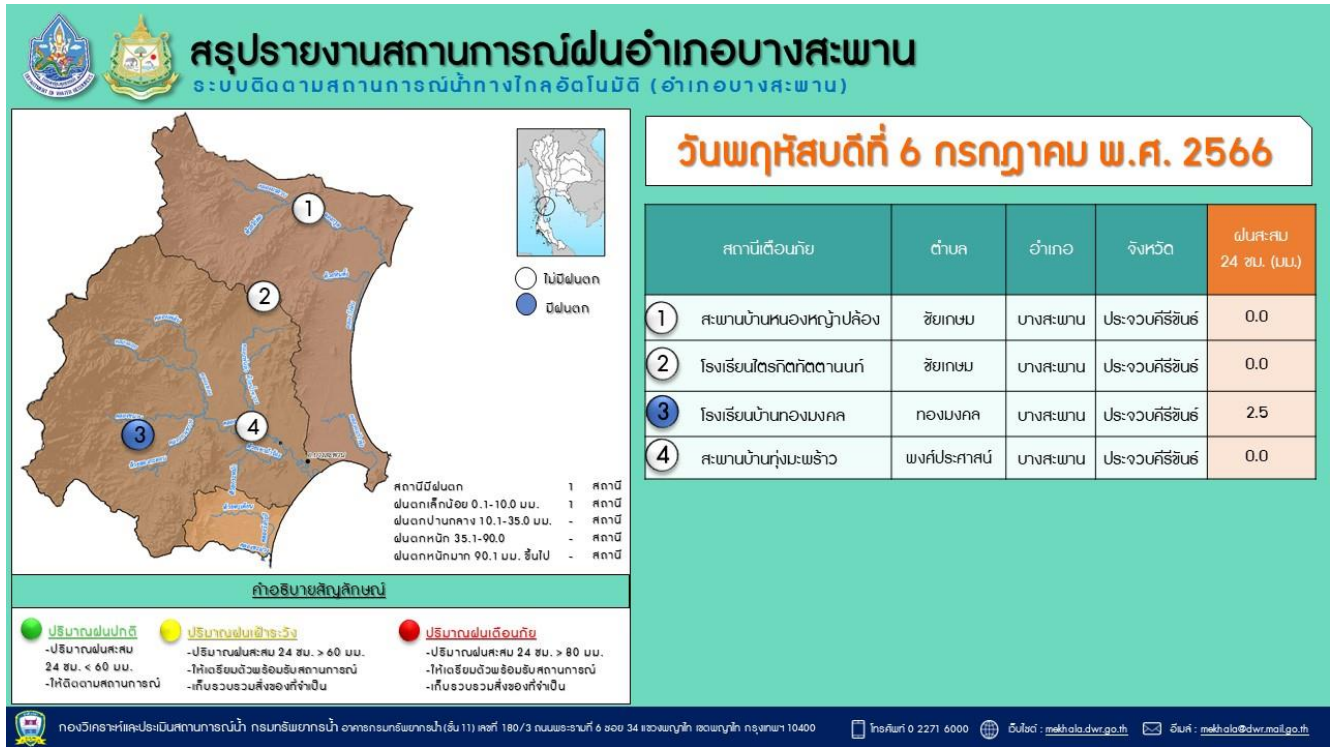 สรุปรายงานสถานการณ์ฝนอำเภอบางสะพาน
ระบบติดตามสถานการณ์น้ำทางไกลอัตโนมัติ (อำเภอบางสะพาน)
วันพฤหัสบดีที่ 6 กรกฎาคม พ.ศ. 2566
1
2
3
4
ไม่มีฝนตก
มีฝนตก
สถานีมีฝนตก 1 สถานี
ฝนตกเล็กน้อย 0.1-10.0 มม. 1 สถานี
ฝนตกปานกลาง 10.1-35.0 มม. - สถานี
ฝนตกหนัก 35.1-90.0 - สถานี
ฝนตกหนักมาก 90.1 มม. ขึ้นไป - สถานี
สถานีเตือนภัย ตำบล อำเภอ จังหวัด ฝนสะสม
24 ชม. (มม.)
1 สะพานบ้านหนองหญ้าปล้อง ชัยเกษม บางสะพาน ประจวบคีรีขันธ์ 0.0
2 โรงเรียนไตรกิตทัตตานนท์ ชัยเกษม บางสะพาน ประจวบคีรีขันธ์ 0.0
3 โรงเรียนบ้านทองมงคล ทองมงคล บางสะพาน ประจวบคีรีขันธ์ 2.5
4 สะพานบ้านทุ่งมะพร้าว พงศ์ประศาสน์ บางสะพาน ประจวบคีรีขันธ์ 0.0
คำอธิบายสัญลักษณ์
ปริมาณฝนปกติ
-ปริมาณฝนสะสม
24 ชม. < 60 มม.
-ให้ติดตามสถานการณ์
ปริมาณฝนเฝ้าระวัง
-ปริมาณฝนสะสม 24 ชม. > 60 มม.
-ให้เตรียมตัวพร้อมรับสถานการณ์
-เก็บรวบรวมสิ่งของที่จำเป็น
ปริมาณฝนเตือนภัย
-ปริมาณฝนสะสม 24 ชม. > 80 มม.
-ให้เตรียมตัวพร้อมรับสถานการณ์
-เก็บรวบรวมสิ่งของที่จำเป็น
กองวิเคราะห์และประเมินสถานการณ์น้ำ กรมทรัพยากรน้ำ อาคารกรมทรัพยากรน้ำ (ชั้น 11) เลขที่ 180/3 ถนนพระรามที่ 6 ซอย 34 แขวงพญาไท เขตพญาไท กรุงเทพฯ 10400 โทรศัพท์ 0 2271 6000 เว็บไซต์ : mekhala.dwr.go.th อีเมล์ : mekhala@dwr.mail.go.th